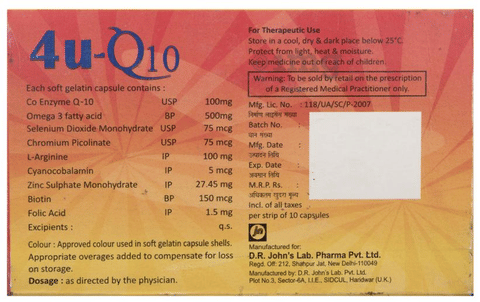 4u-Q10
Each soft gelatin capsule contains :
Co Enzyme Q-10 USP 100mg
Omega 3 fatty acid BP 500mg
Selenium Dioxide Monohydrate USP 75 mcg
Chromium Picolinate USP 75 mcg
L-Arginine IP 100 mg
Cyanocobalamin IP 5 mcg
Zinc Sulphate Monohydrate IP 27.45 mg
Biotin BP 150 mcg
Folic Acid IP 1.5 mg
Excipients : q.s.
Colour : Approved colour used in soft gelatin capsule shells.
Appropriate overages added to compensate for loss
on storage.
Dosage : as directed by the physician.
For Therapeutic Use
Store in a cool, dry & dark place below 25°C,
Protect from light, heat & moisture.
Keep medicine out of reach of children.
Warning: To be sold by retail on the prescription
of a Registered Medical Practitioner only.
Mfg. Lic. No. : 118/UA/SC/P-2007
निर्माण लाइसेंस संख्या
Batch No. :
घान संख्या
Mfg. Date :
उत्पादन तिथि
Exp. Date :
अवसान तिथि
M.R.P. Rs. :
अधिकतम खुदरा मूल्य
Incl. of all taxes
per strip of 10 capsules
Manufactured for:
D.R. John's Lab. Pharma Pvt. Ltd.
Regd. Off: 212, Shahpur Jat, New Delhi-110049
Manufactured by: D.R. John's Lab. Pvt. Ltd.
Plot No 3, Sector-6A, I.I.E., SIDCUL, Haridwar (U.K.)